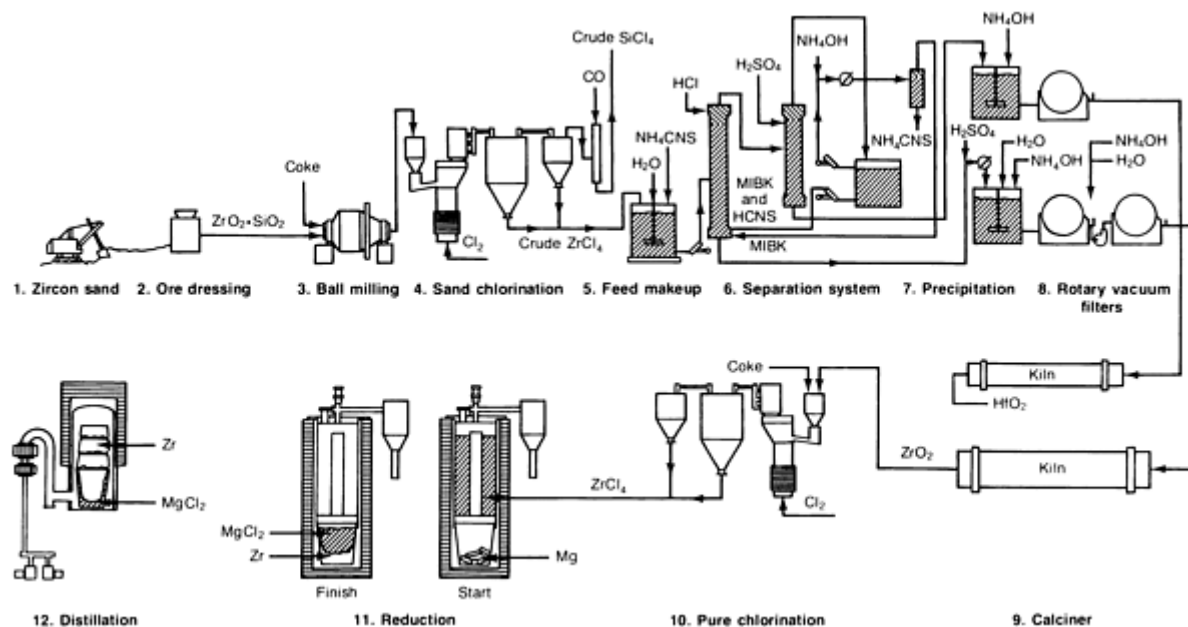 Crude SiCl₄
CO
HCl
H₂SO₄
NH₄OH
NH₄CNS
NH₄OH
Coke
ZrO₂•SiO₂
Cl₂
Crude ZrCl₄
NH₄CNS
H₂O
MIBK
and
HCNS
MIBK
H₂SO₄
H₂O
NH₄OH
NH₄OH
H₂O
1. Zircon sand
2. Ore dressing
3. Ball milling
4. Sand chlorination
5. Feed makeup
6. Separation system
7. Precipitation
8. Rotary vacuum
filters
Kiln
HfO₂
Coke
ZrO₂
Kiln
Zr
MgCl₂
ZrCl₄
Cl₂
MgCl₂
Zr
Mg
Finish
Start
12. Distillation
11. Reduction
10. Pure chlorination
9. Calciner